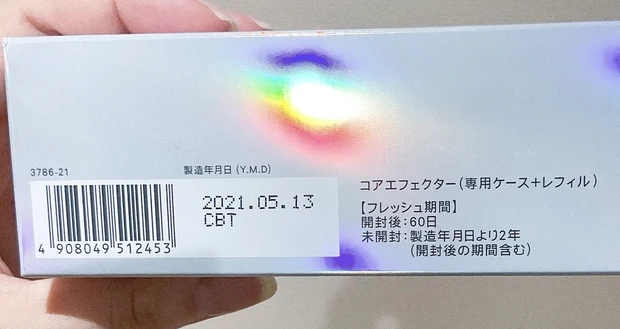 3786-21
製造年月日 (Y.M.D)
2021.05.13
CBT
4 908049 512453
コアエフェクター(専用ケース+レフィル)
【フレッシュ期間】
開封後:60日
未開封:製造年月日より2年
(開封後の期間含む)